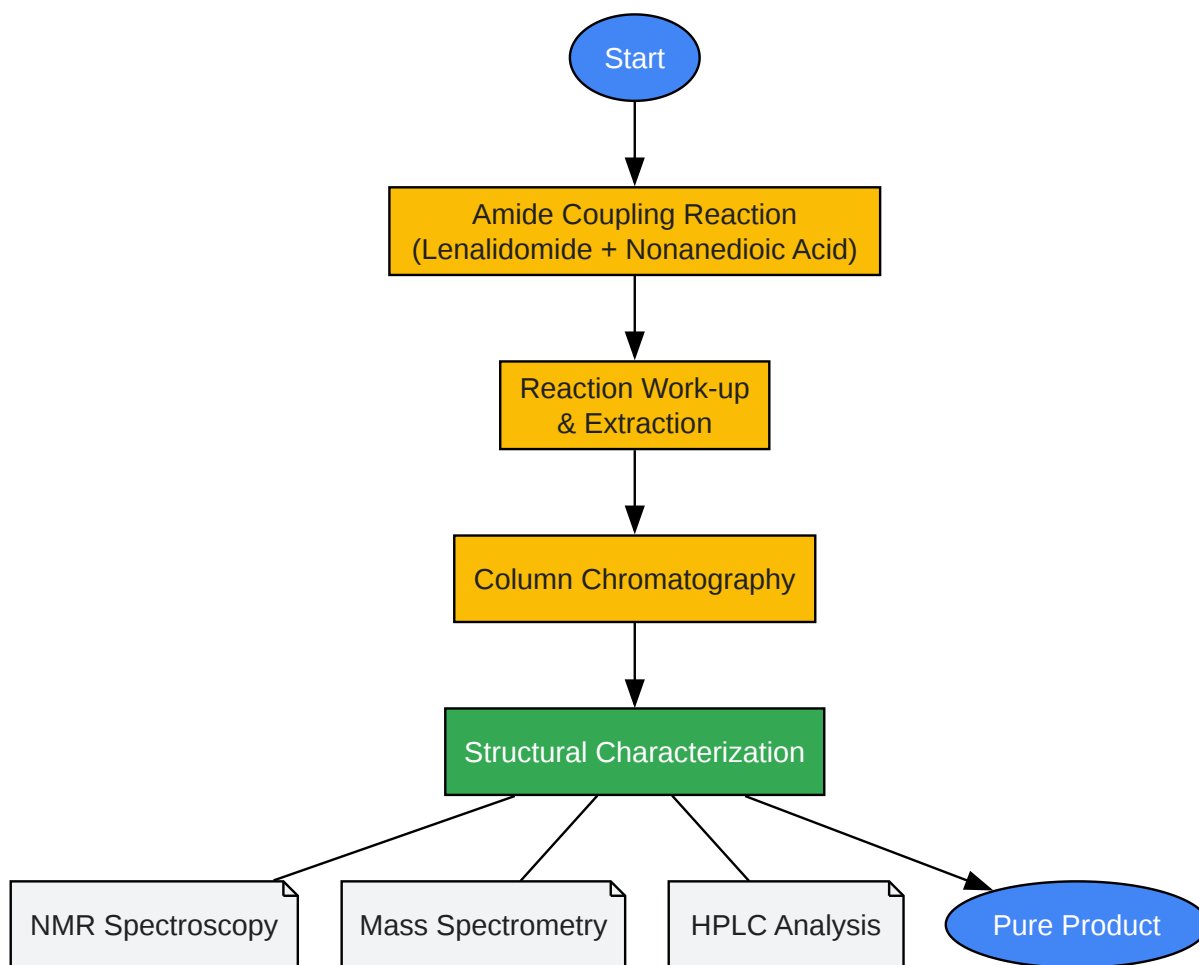 Start
Amide Coupling Reaction
(Lenalidomide + Nonanedioic Acid)
Reaction Work-up
& Extraction
Column Chromatography
Structural Characterization
NMR Spectroscopy
Mass Spectrometry
HPLC Analysis
Pure Product